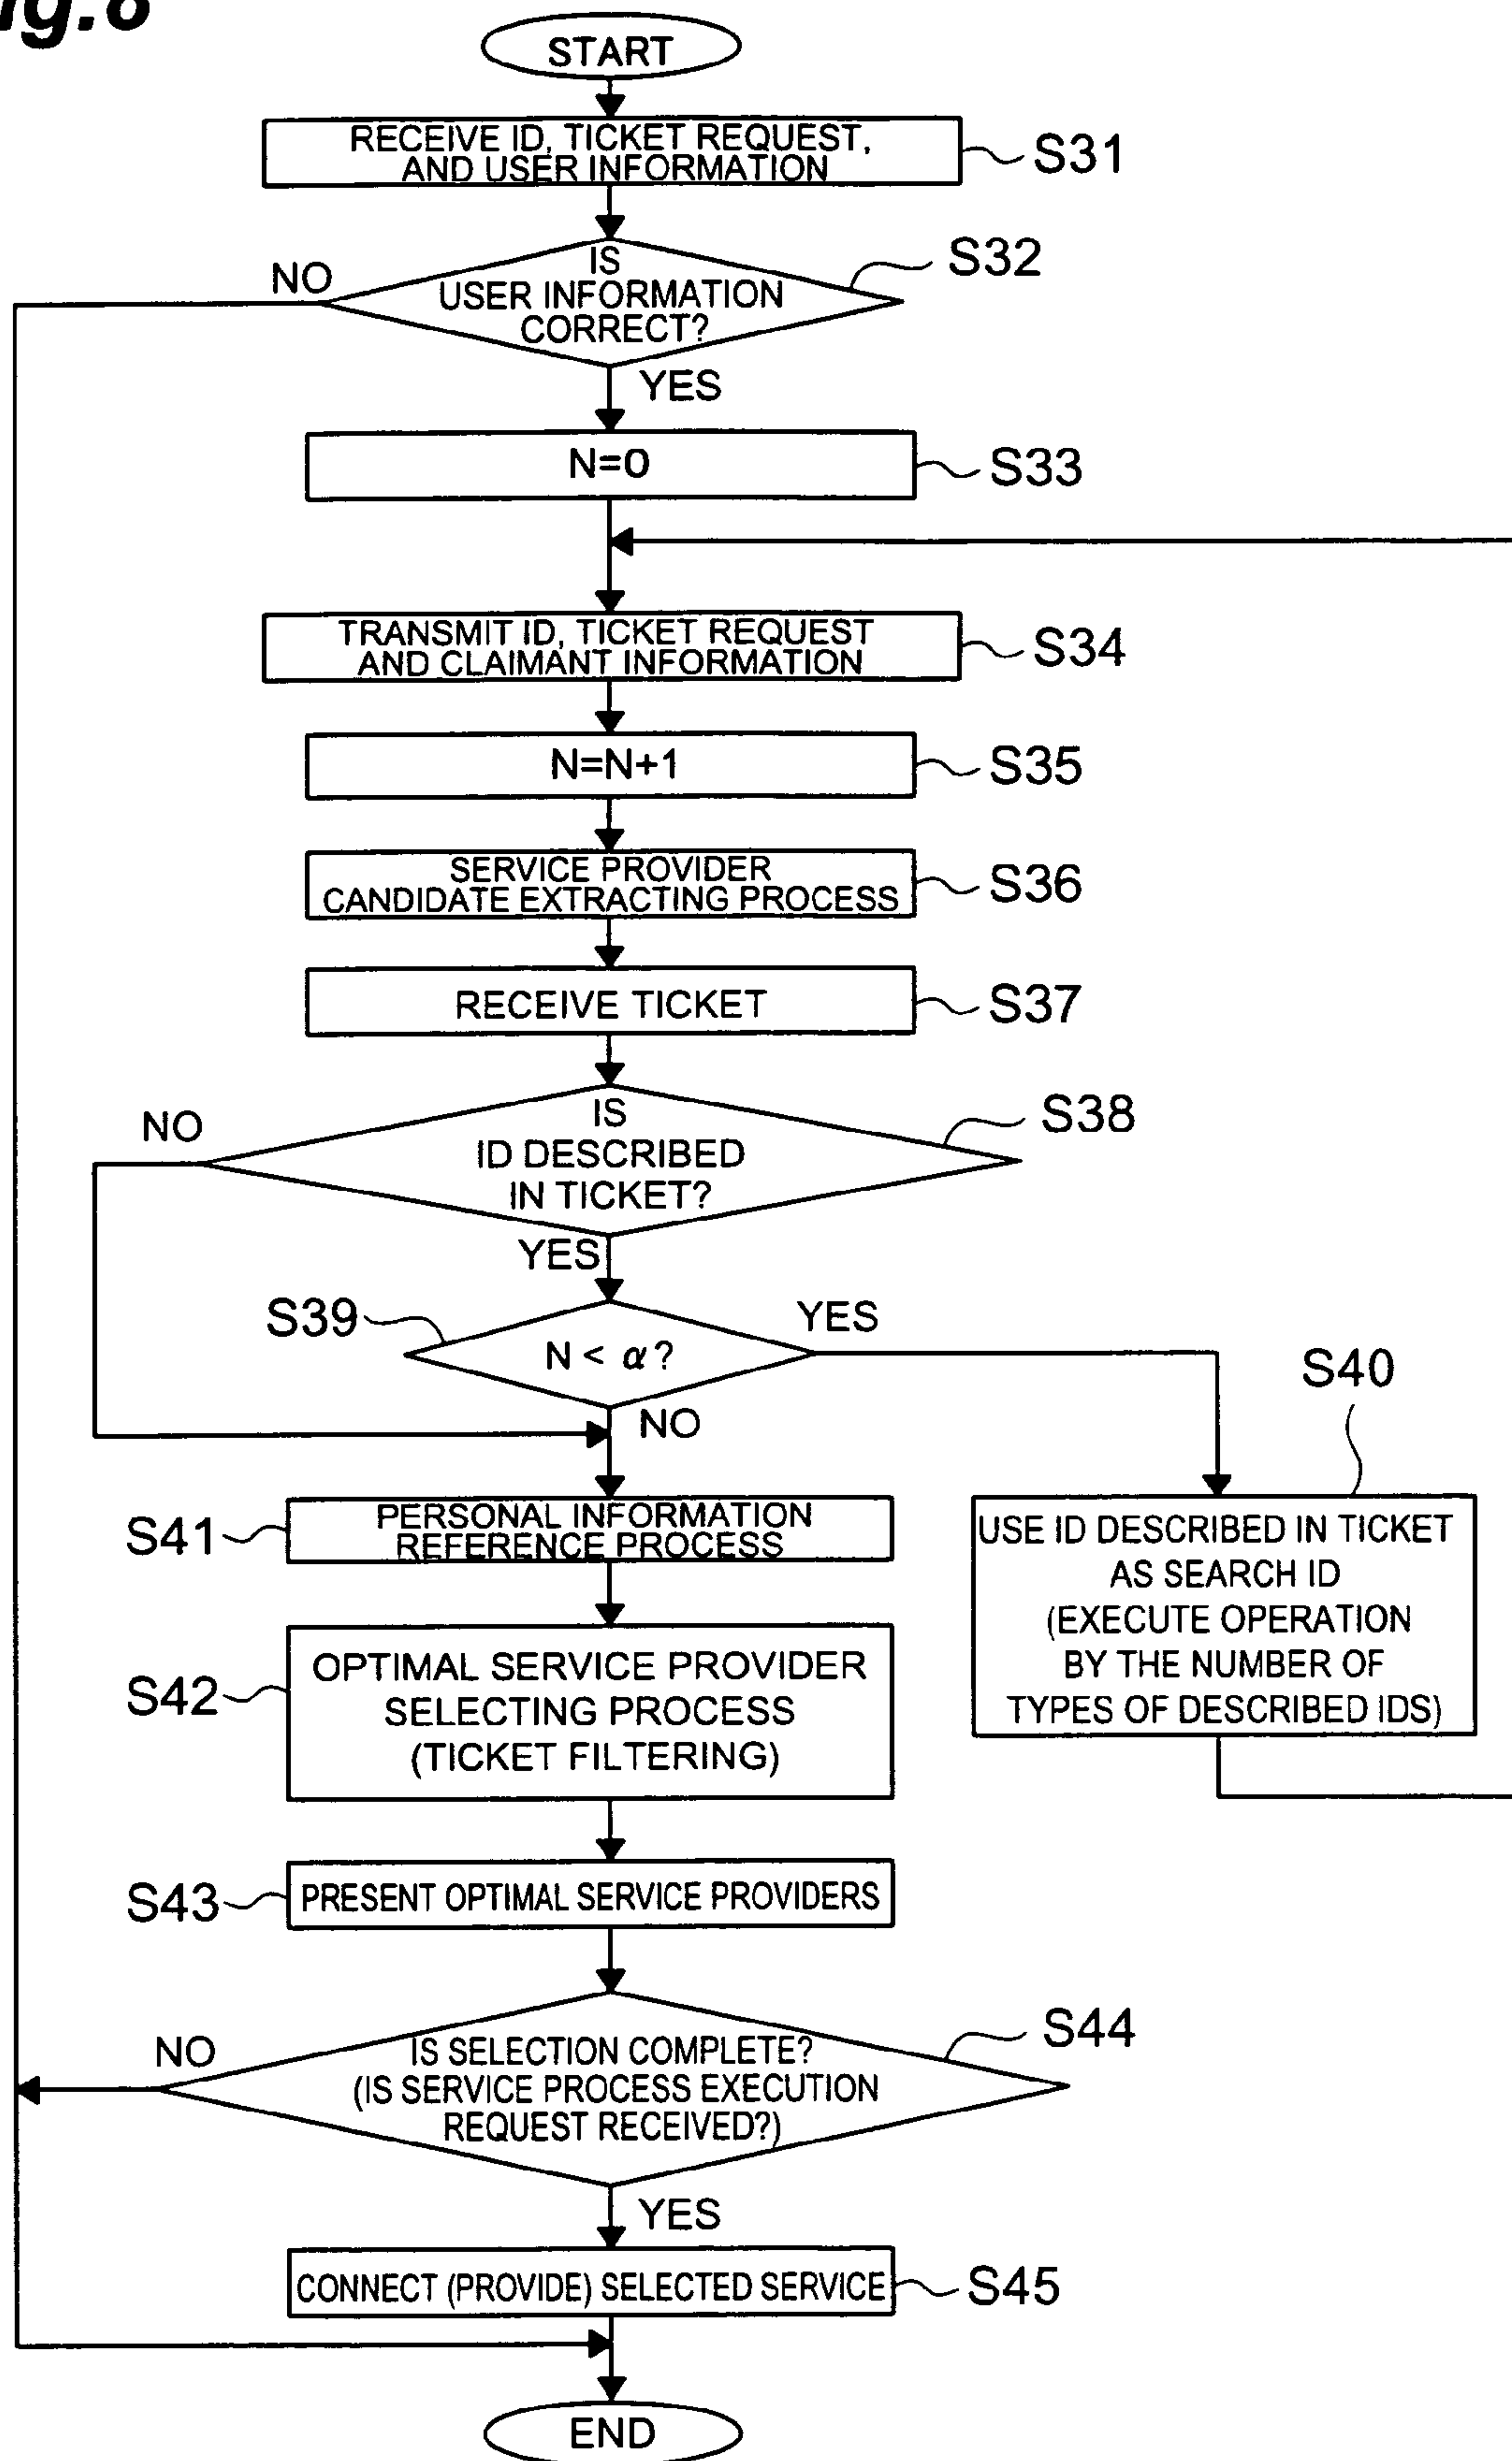 ig.8
START
RECEIVE ID, TICKET REQUEST,
AND USER INFORMATION
S31
IS
USER INFORMATION
CORRECT?
S32
NO
YES
N=0
S33
TRANSMIT ID, TICKET REQUEST
AND CLAIMANT INFORMATION
S34
N=N+1
S35
SERVICE PROVIDER
CANDIDATE EXTRACTING PROCESS
S36
RECEIVE TICKET
S37
NO
IS
ID DESCRIBED
IN TICKET?
S38
YES
S39
N < α?
YES
NO
S40
USE ID DESCRIBED IN TICKET
AS SEARCH ID
(EXECUTE OPERATION
BY THE NUMBER OF
TYPES OF DESCRIBED IDS)
S41
PERSONAL INFORMATION
REFERENCE PROCESS
S42
OPTIMAL SERVICE PROVIDER
SELECTING PROCESS
(TICKET FILTERING)
S43
PRESENT OPTIMAL SERVICE PROVIDERS
NO
IS SELECTION COMPLETE?
(IS SERVICE PROCESS EXECUTION
REQUEST RECEIVED?)
S44
YES
CONNECT (PROVIDE) SELECTED SERVICE
S45
END